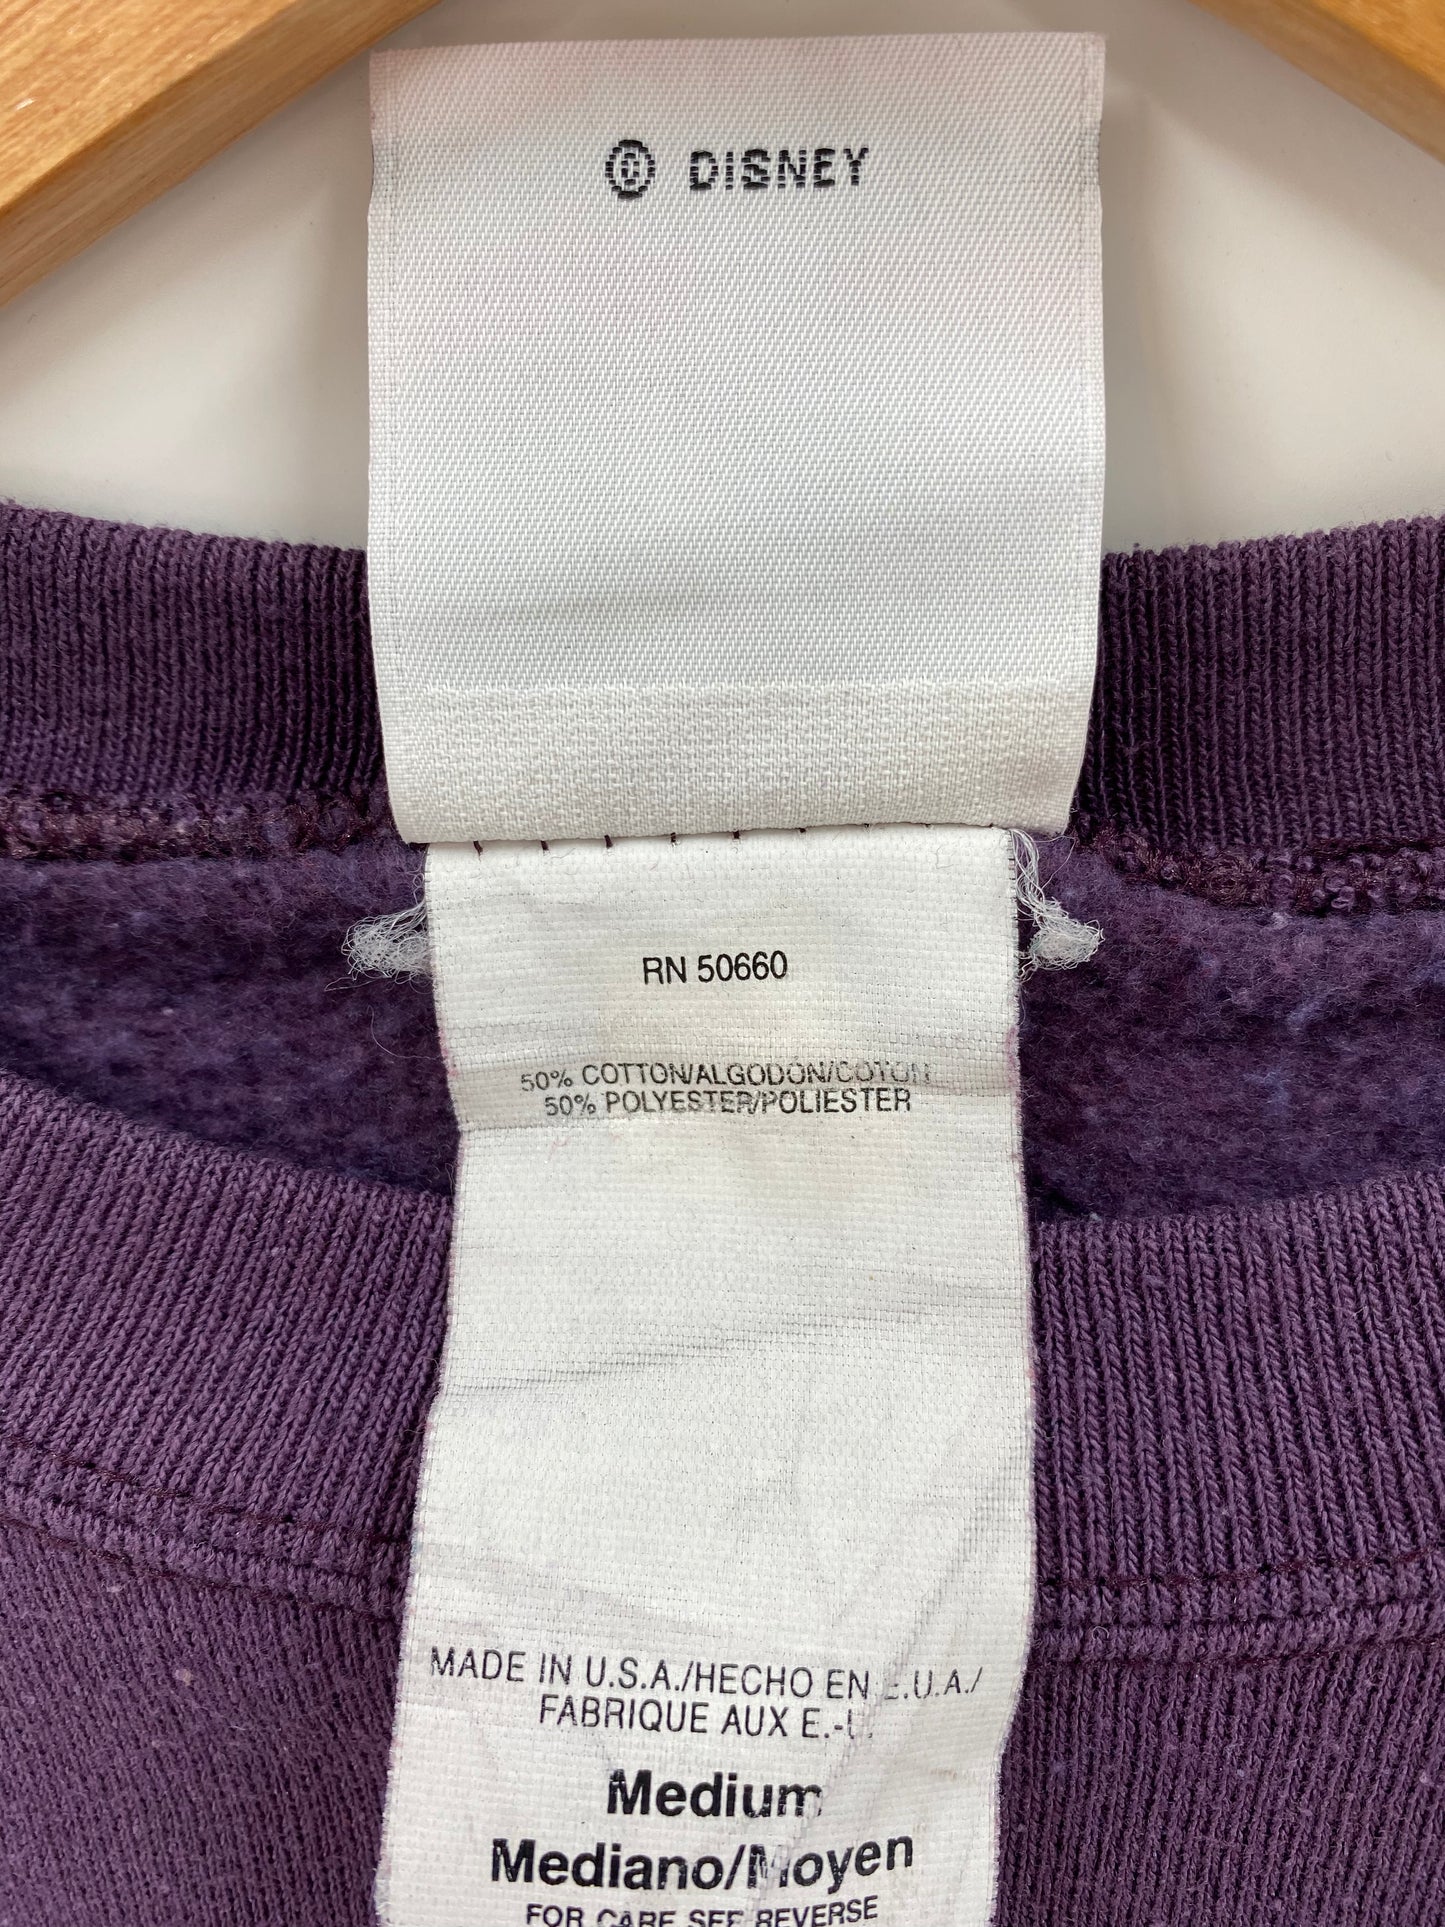 © DISNEY
RN 50660
50% COTTON/ALGODÓN/COTON
50% POLYESTER/POLIESTER
MADE IN U.S.A./HECHO EN E.U.A./
FABRIQUE AUX E.-U.
Medium
Mediano/Moyen
FOR CARE SEE REVERSE